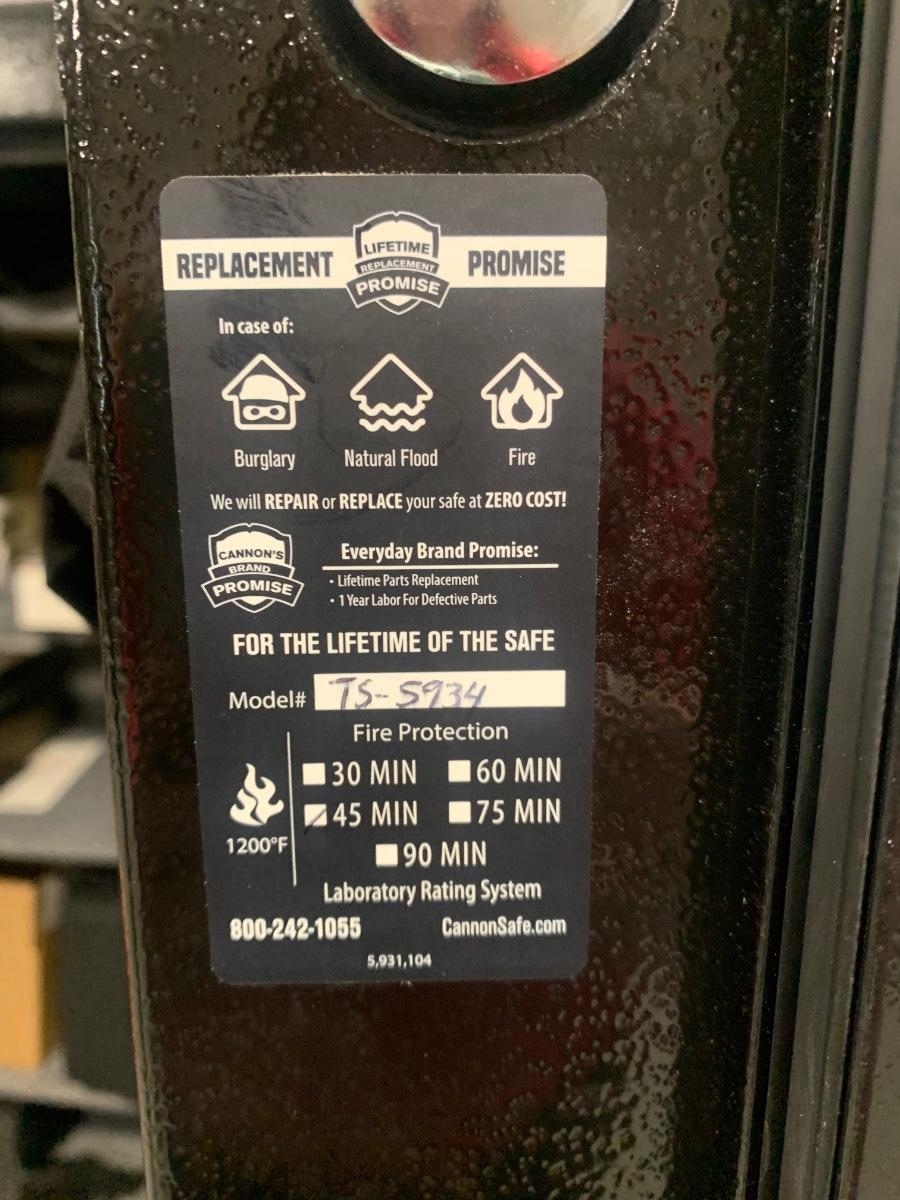 REPLACEMENT LIFETIME REPLACEMENT PROMISE PROMISE
In case of:
Burglary Natural Flood Fire
We will REPAIR or REPLACE your safe at ZERO COST!
CANNON'S BRAND PROMISE
Everyday Brand Promise:
• Lifetime Parts Replacement
• 1 Year Labor For Defective Parts
FOR THE LIFETIME OF THE SAFE
Model# TS-5934
Fire Protection
30 MIN 60 MIN
45 MIN 75 MIN
1200°F
90 MIN
Laboratory Rating System
800-242-1055 CannonSafe.com
5,931,104